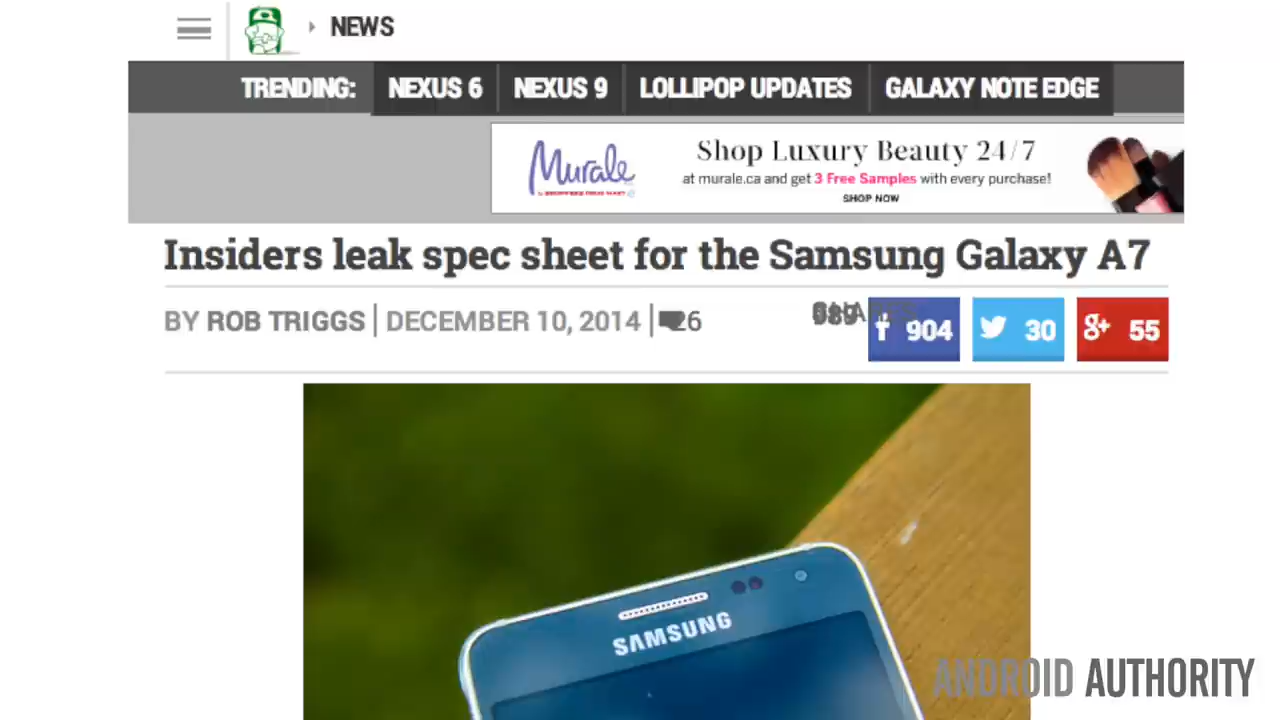 NEWS
TRENDING: NEXUS 6 NEXUS 9 LOLLIPOP UPDATES GALAXY NOTE EDGE
Murale
Shop Luxury Beauty 24/7
at murale.ca and get 3 Free Samples with every purchase!
SHOP NOW
Insiders leak spec sheet for the Samsung Galaxy A7
BY ROB TRIGGS | DECEMBER 10, 2014 | 26
f 904 30 g+ 55
SAMSUNG
ANDROID AUTHORITY